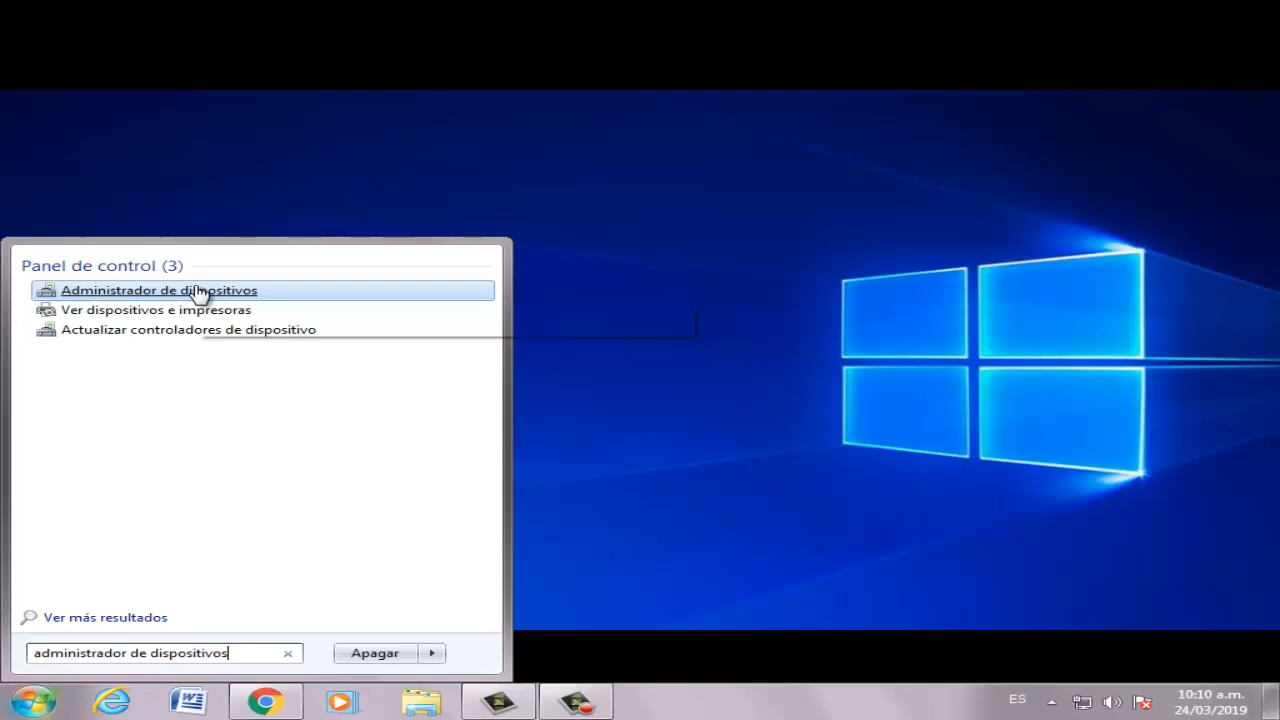 Panel de control (3)
Administrador de dispositivos
Ver dispositivos e impresoras
Actualizar controladores de dispositivo
Ver más resultados
administrador de dispositivos
Apagar
ES
10:10 a.m.
24/03/2019